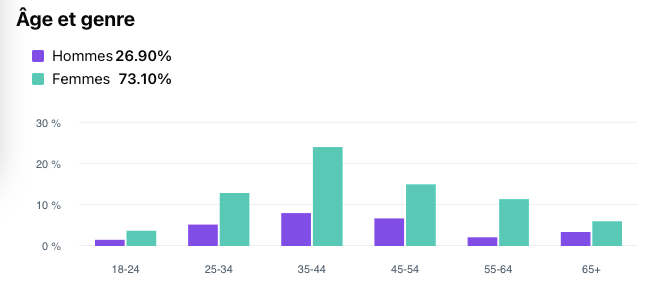 Âge et genre
Hommes 26.90%
Femmes 73.10%
30 %
20 %
10 %
0 %
18-24 25-34 35-44 45-54 55-64 65+